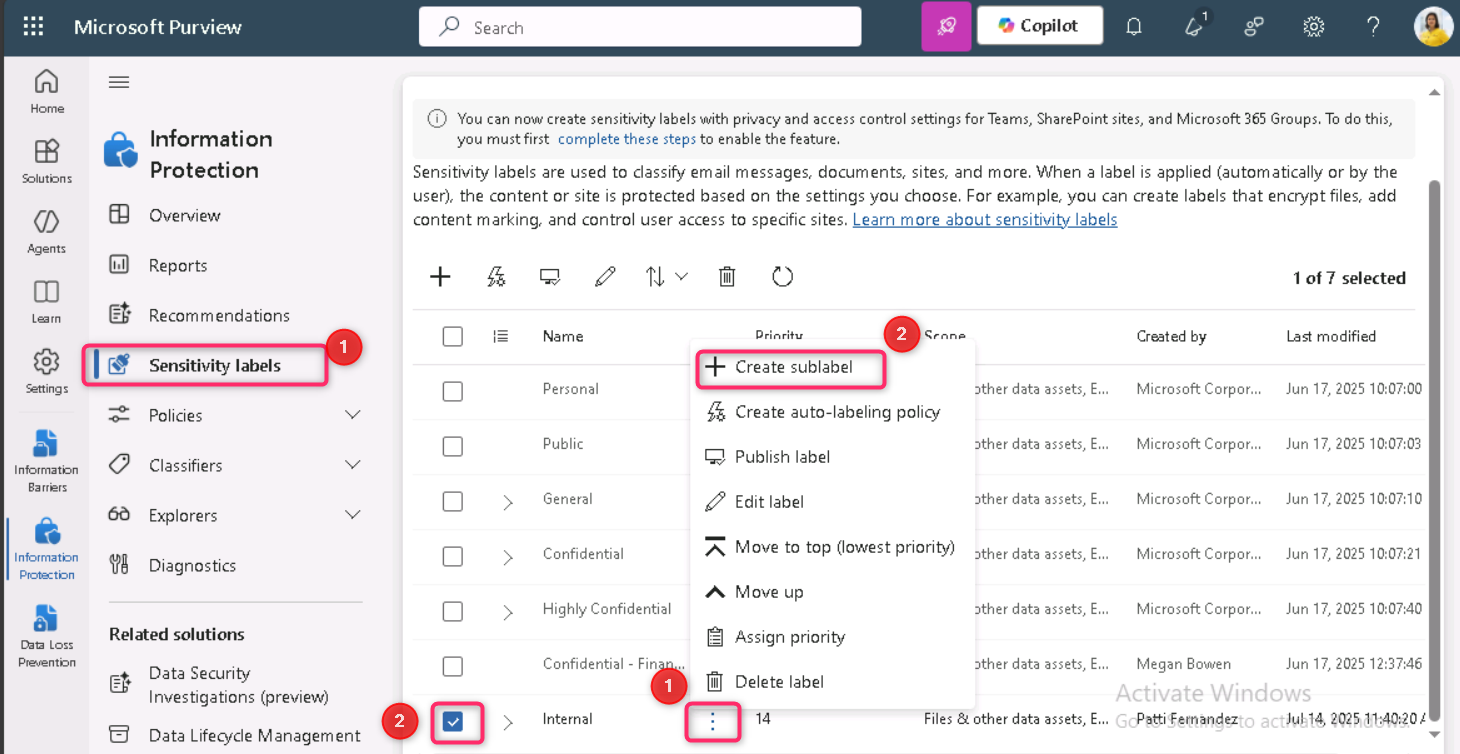 Microsoft Purview
Search
Copilot
1
Home
Solutions
Agents
Learn
Settings
Information
Barriers
Information
Protection
Data Loss
Prevention
Information
Protection
Overview
Reports
Recommendations
Sensitivity labels
1
Policies
Classifiers
Explorers
Diagnostics
Related solutions
Data Security
Investigations (preview)
Data Lifecycle Management
You can now create sensitivity labels with privacy and access control settings for Teams, SharePoint sites, and Microsoft 365 Groups. To do this,
you must first complete these steps to enable the feature.
Sensitivity labels are used to classify email messages, documents, sites, and more. When a label is applied (automatically or by the
user), the content or site is protected based on the settings you choose. For example, you can create labels that encrypt files, add
content marking, and control user access to specific sites. Learn more about sensitivity labels
1 of 7 selected
Name Priority Scope Created by Last modified
2
Personal other data assets, E... Microsoft Corpor... Jun 17, 2025 10:07:00
Public other data assets, E... Microsoft Corpor... Jun 17, 2025 10:07:03
General other data assets, E... Microsoft Corpor... Jun 17, 2025 10:07:10
Confidential other data assets, E... Microsoft Corpor... Jun 17, 2025 10:07:21
Highly Confidential other data assets, E... Microsoft Corpor... Jun 17, 2025 10:07:40
Confidential - Finan... other data assets, E... Megan Bowen Jun 17, 2025 12:37:46
Internal 14 Files & other data assets, E... Patti Fernandez Jul 14, 2025 11:40:20 A
Create sublabel
Create auto-labeling policy
Publish label
Edit label
Move to top (lowest priority)
Move up
Assign priority
Delete label
1
2
Activate Windows
Go to Settings to activate Windows.